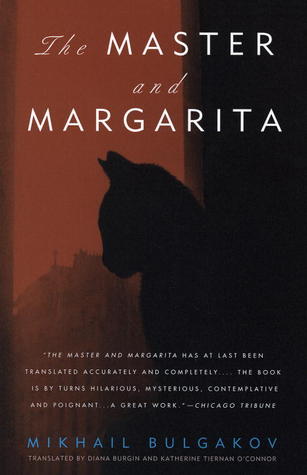 The MASTER
and
MARGARITA
"THE MASTER AND MARGARITA HAS AT LAST BEEN
TRANSLATED ACCURATELY AND COMPLETELY.... THE BOOK
IS BY TURNS HILARIOUS, MYSTERIOUS, CONTEMPLATIVE
AND POIGNANT...A GREAT WORK."—CHICAGO TRIBUNE
MIKHAIL BULGAKOV
TRANSLATED BY DIANA BURGIN AND KATHERINE TIERNAN O'CONNOR